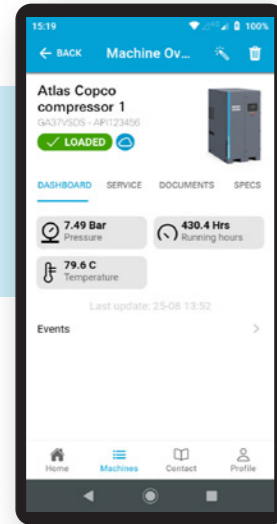 15:19
4G
100%
BACK
Machine Ov...
Atlas Copco
compressor 1
GA37VSDS - API123456
LOADED
DASHBOARD
SERVICE
DOCUMENTS
SPECS
7.49 Bar
Pressure
430.4 Hrs
Running hours
79.6 C
Temperature
Last update: 25-08 13:52
Events
Home
Machines
Contact
Profile